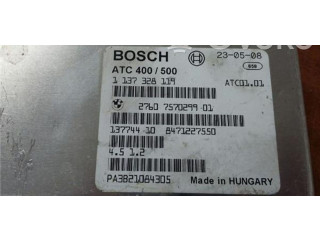 BOSCH 23-05-08
ATC 400 / 500
1 137 328 119 ATC01.01
2760 7570299-01
137744 10 8471227550
4.5 1.2
PA3821084305 Made in HUNGARY